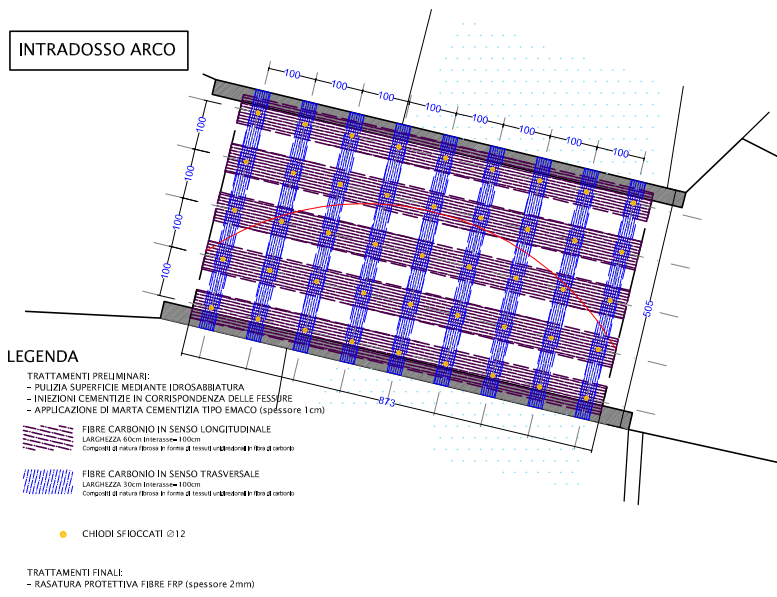 INTRADOSSO ARCO
100
100
100
100
100
100
100
100
100
100
100
100
505
873
LEGENDA
TRATTAMENTI PRELIMINARI:
- PULIZIA SUPERFICIE MEDIANTE IDROSABBIATURA
- INIEZIONI CEMENTIZIE IN CORRISPONDENZA DELLE FESSURE
- APPLICAZIONE DI MARTA CEMENTIZIA TIPO EMACO (spessore 1cm)
FIBRE CARBONIO IN SENSO LONGITUDINALE
LARGHEZZA 60cm Interasse=100cm
Compositi di natura fibrosa in forma di tessuti unidirezionali in fibra di carbonio
FIBRE CARBONIO IN SENSO TRASVERSALE
LARGHEZZA 30cm Interasse=100cm
Compositi di natura fibrosa in forma di tessuti unidirezionali in fibra di carbonio
CHIODI SFIOCCATI ∅12
TRATTAMENTI FINALI:
- RASATURA PROTETTIVA FIBRE FRP (spessore 2mm)